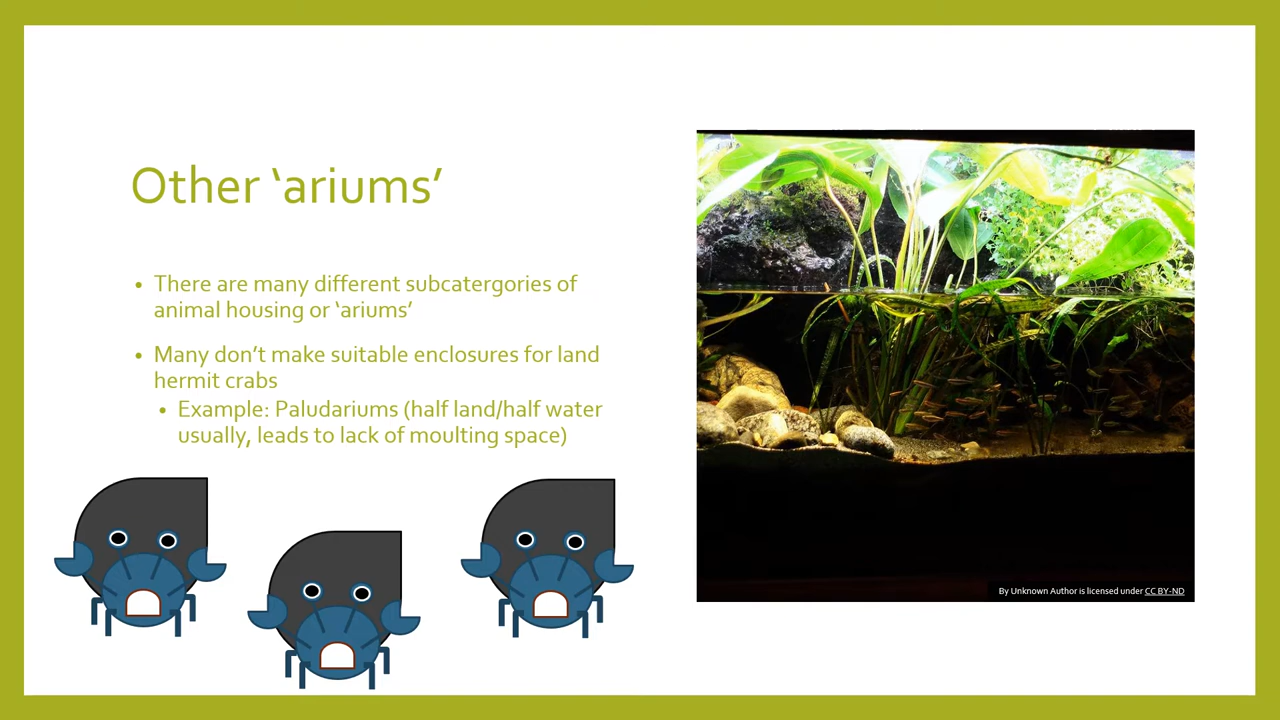 Other ‘ariums’
• There are many different subcatergories of
animal housing or ‘ariums’
• Many don’t make suitable enclosures for land
hermit crabs
• Example: Paludariums (half land/half water
usually, leads to lack of moulting space)
By Unknown Author is licensed under CC BY-ND